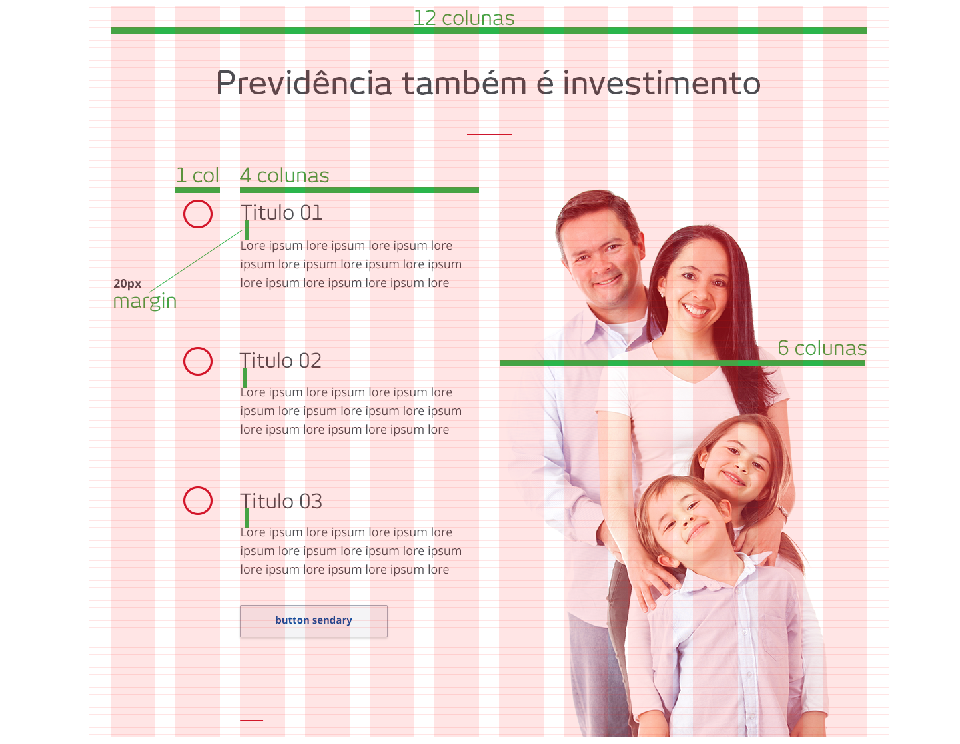 12 colunas
Previdência também é investimento
1 col
4 colunas
Titulo 01
Lore ipsum lore ipsum lore ipsum lore
ipsum lore ipsum lore ipsum lore ipsum
lore ipsum lore ipsum lore ipsum lore
20px
margin
6 colunas
Titulo 02
Lore ipsum lore ipsum lore ipsum lore
ipsum lore ipsum lore ipsum lore ipsum
lore ipsum lore ipsum lore ipsum lore
Titulo 03
Lore ipsum lore ipsum lore ipsum lore
ipsum lore ipsum lore ipsum lore ipsum
lore ipsum lore ipsum lore ipsum lore
button sendary